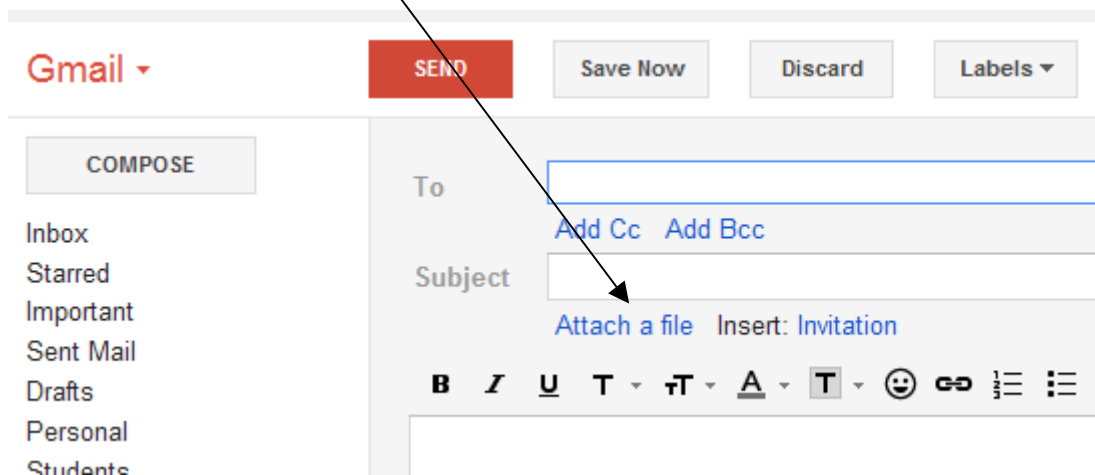 Gmail
SEND Save Now Discard Labels
COMPOSE
To
Add Cc Add Bcc
Inbox
Starred
Subject
Important
Attach a file Insert: Invitation
Sent Mail
Drafts
B I U T TT A T
Personal
Students